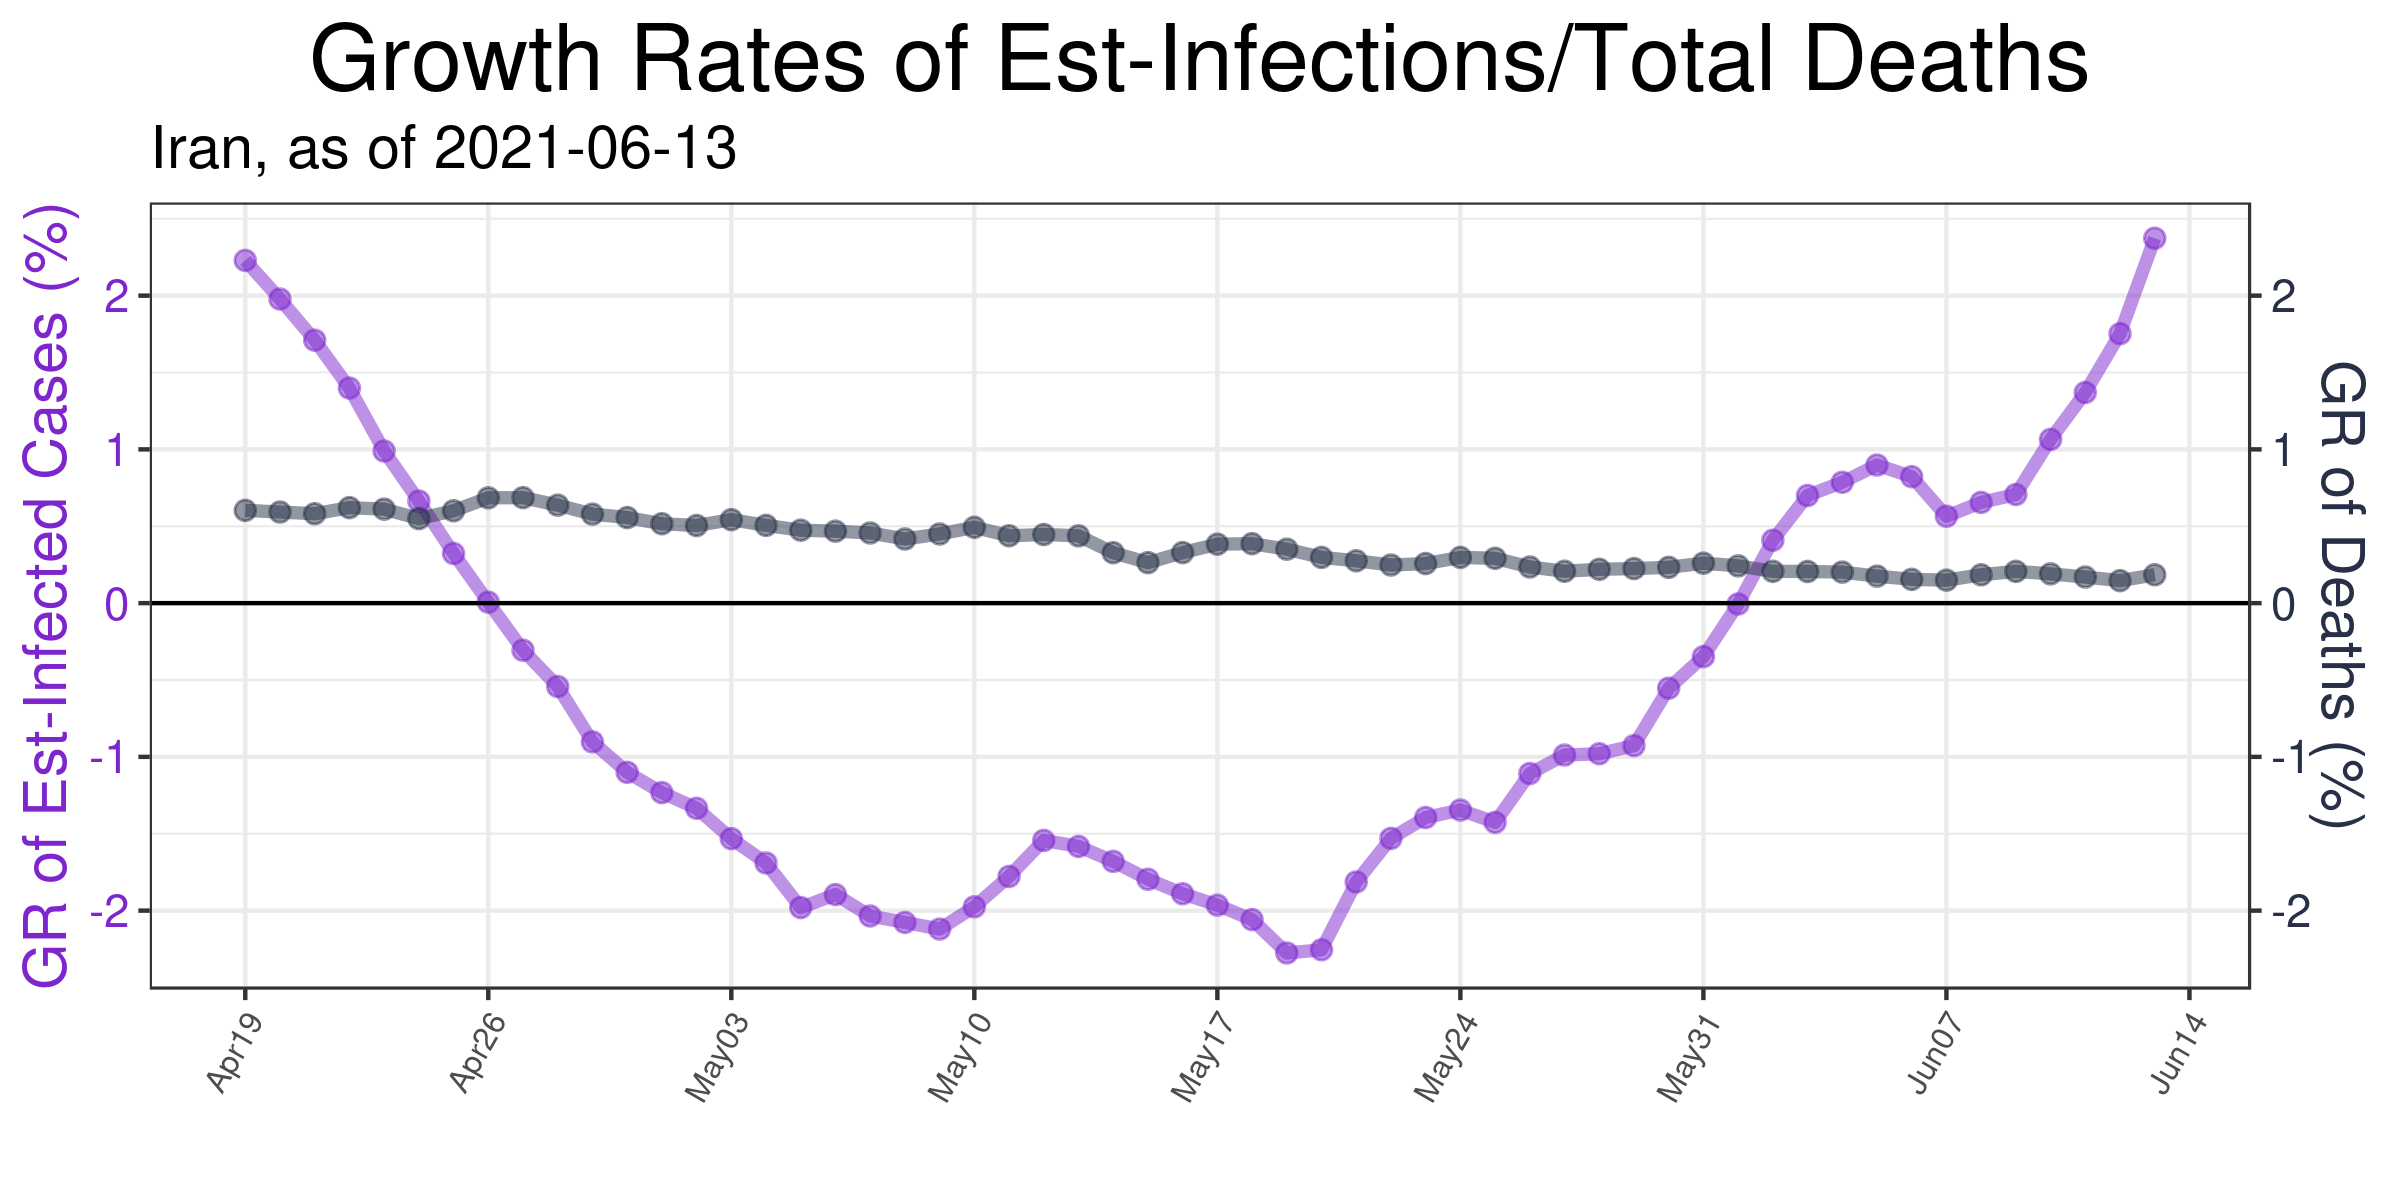 Growth Rates of Est-Infections/Total Deaths
Iran, as of 2021-06-13
GR of Est-Infected Cases (%)
2
1
0
-1
-2
2
1
0
-1
-2
GR of Deaths (%)
Apr19
Apr26
May03
May10
May17
May24
May31
Jun07
Jun14